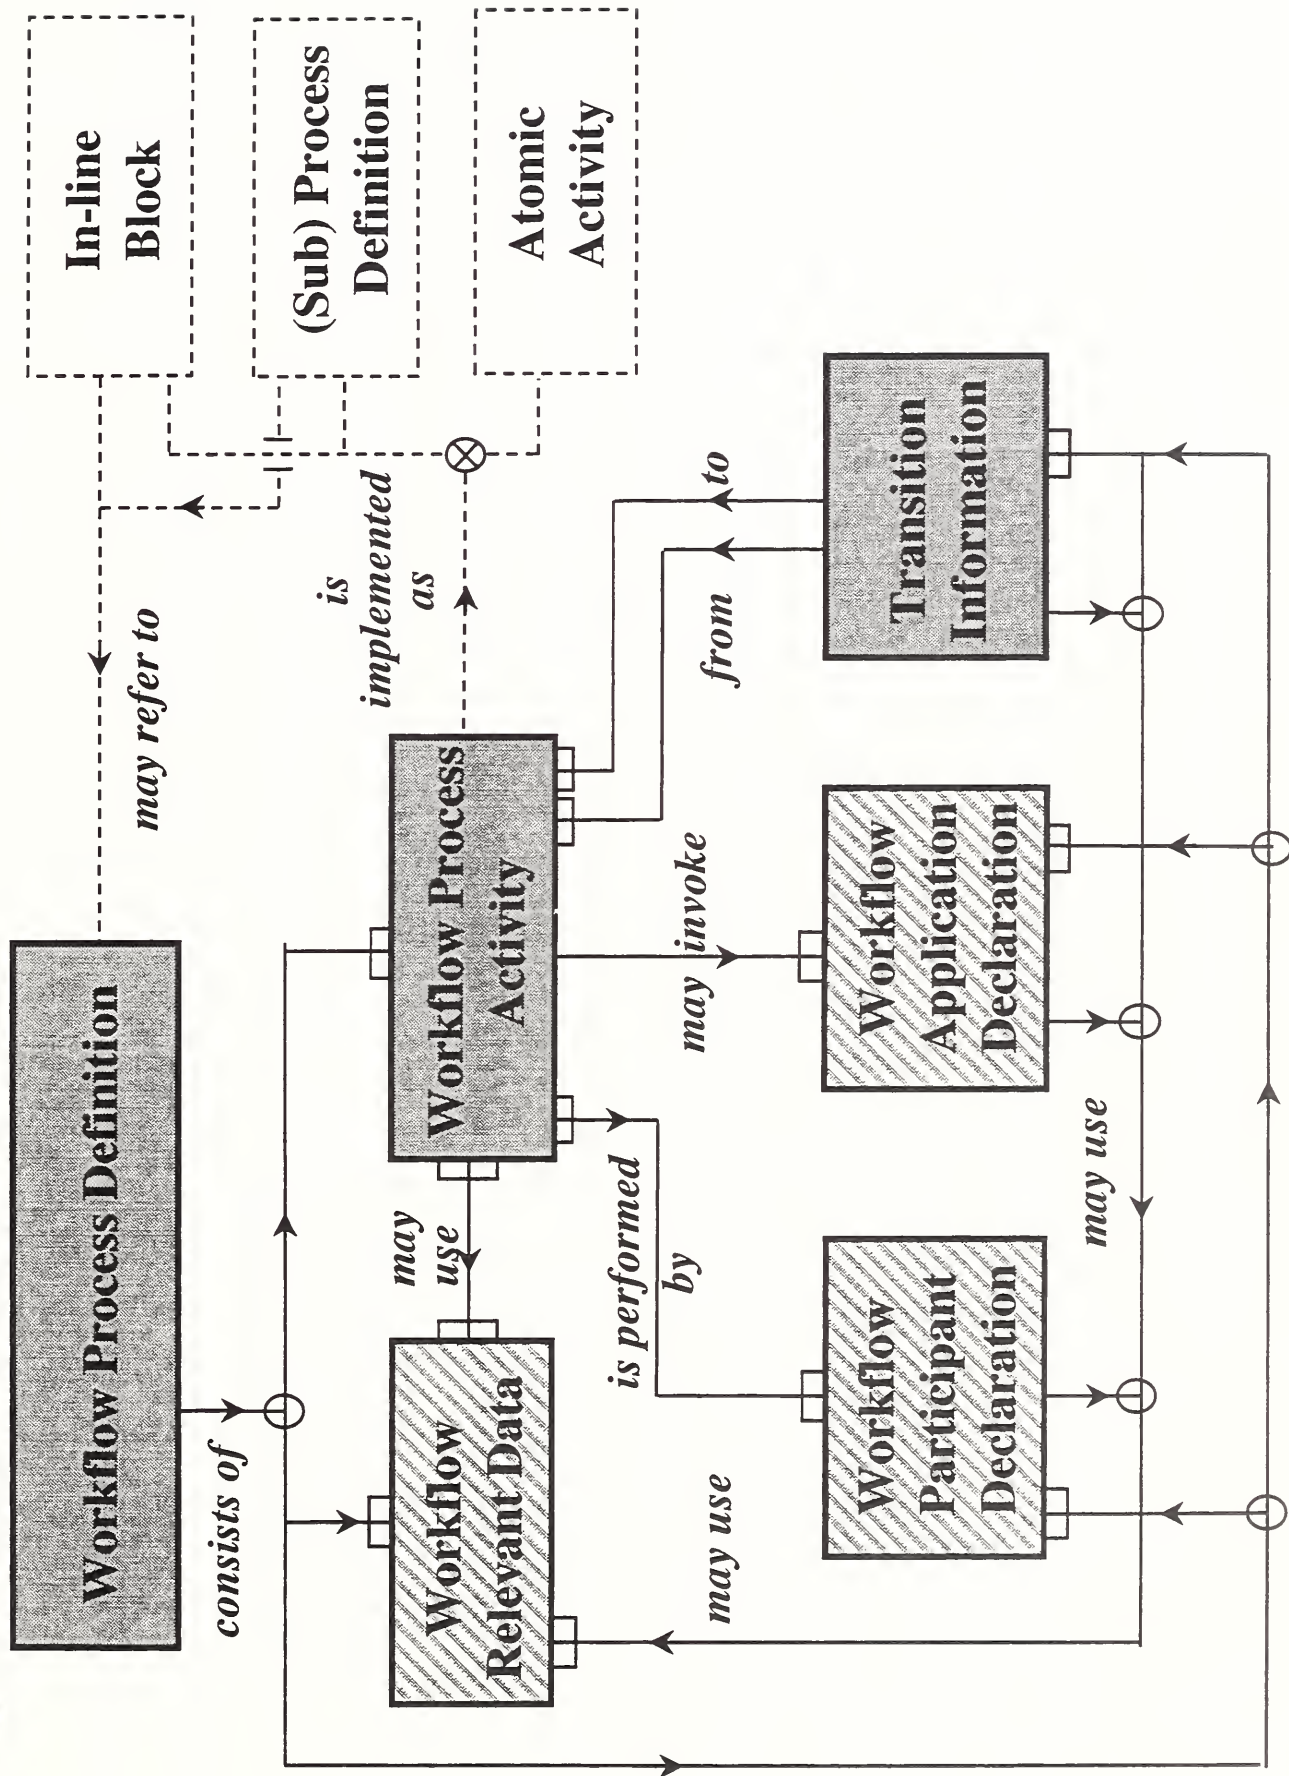 Workflow Process Definition
consists of
may refer to
In-line
Block
(Sub) Process
Definition
Atomic
Activity
is
implemented
as
Workflow
Relevant Data
may
use
Workflow Process
Activity
may use
is performed
by
may invoke
from
to
Workflow
Participant
Declaration
Workflow
Application
Declaration
Transition
Information
may use